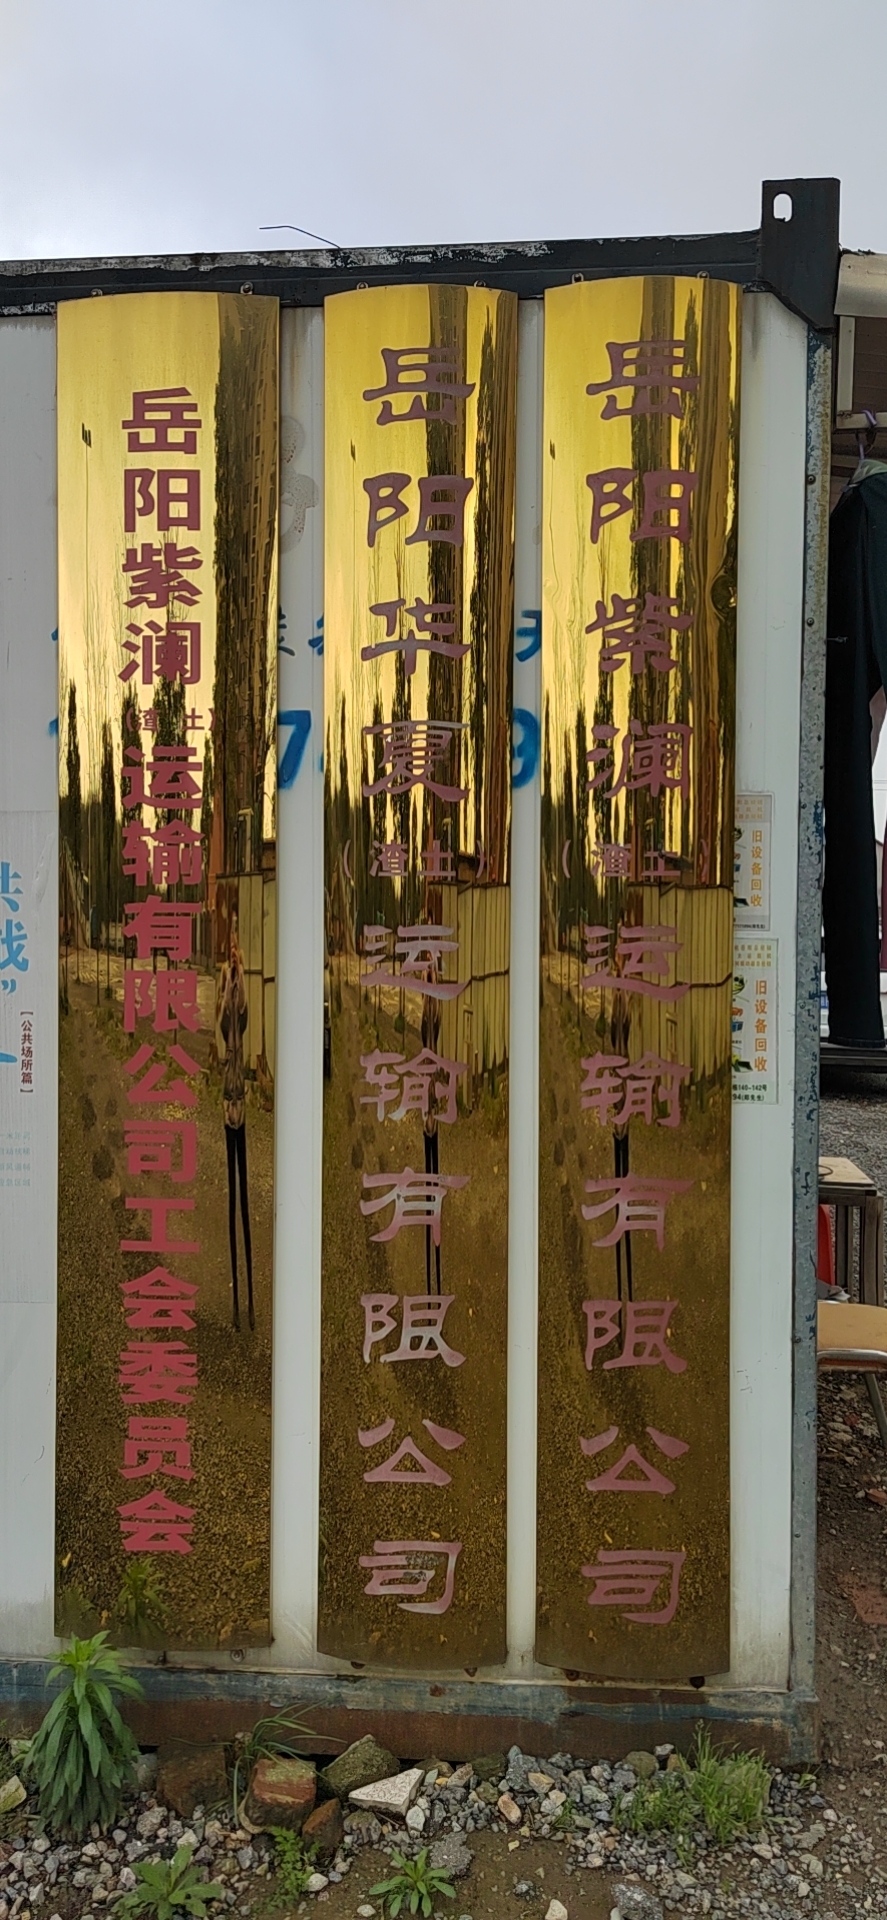 岳阳紫澜(渣土)运输有限公司工会委员会
岳阳华夏(渣土)运输有限公司
岳阳紫澜(渣土)运输有限公司
旧设备回收
旧设备回收
【公共场所篇】